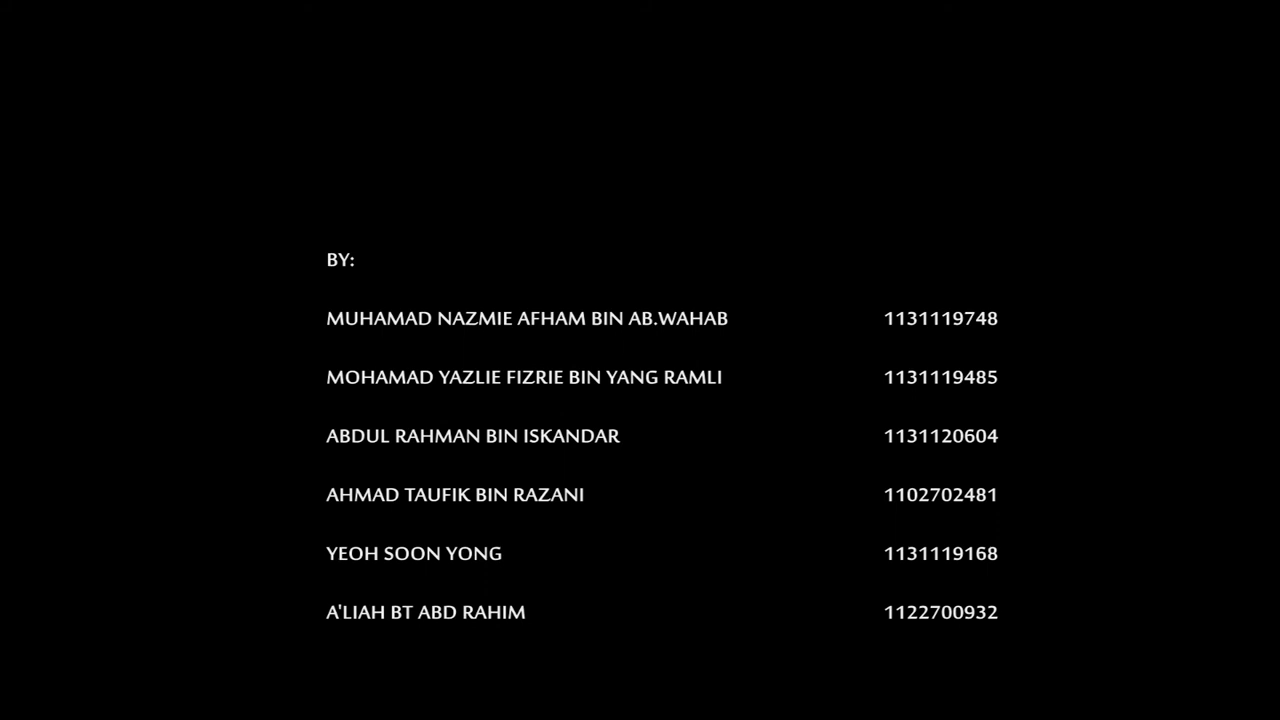 BY:
MUHAMAD NAZMIE AFHAM BIN AB.WAHAB 1131119748
MOHAMAD YAZLIE FIZRIE BIN YANG RAMLI 1131119485
ABDUL RAHMAN BIN ISKANDAR 1131120604
AHMAD TAUFIK BIN RAZANI 1102702481
YEOH SOON YONG 1131119168
A'LIAH BT ABD RAHIM 1122700932